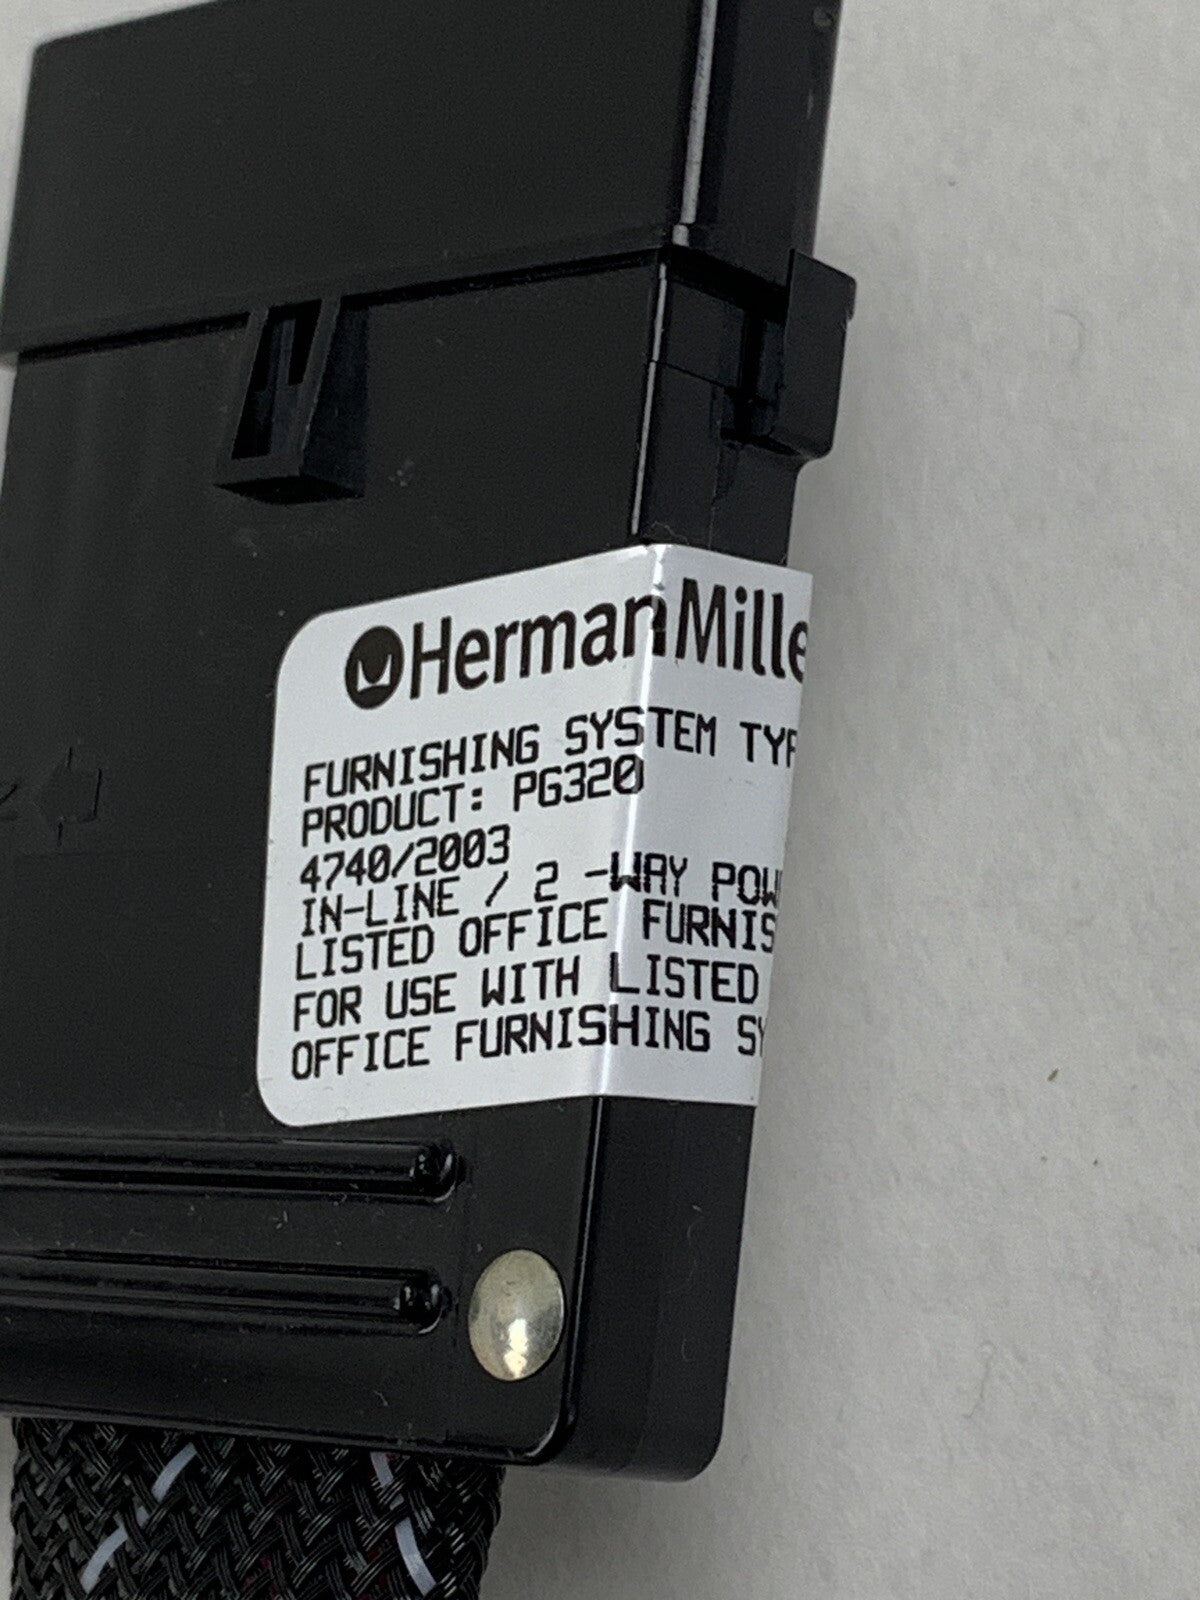 HermanMille
FURNISHING SYSTEM TYP
PRODUCT: PG320
4740/2003
IN-LINE / 2 -WAY POW
LISTED OFFICE FURNIS
FOR USE WITH LISTED
OFFICE FURNISHING SY